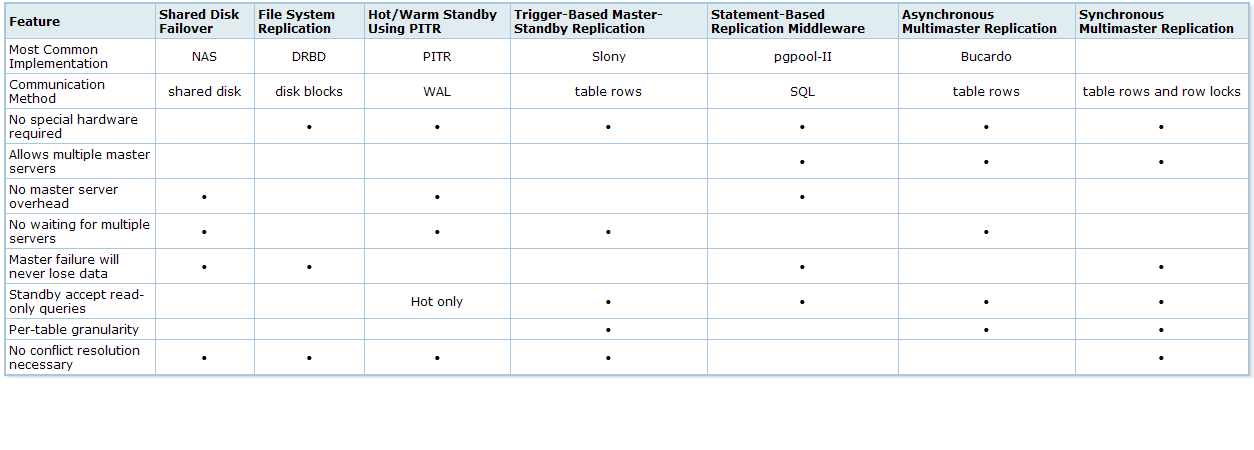 Feature Shared Disk Failover File System Replication Hot/Warm Standby Using PITR Trigger-Based Master-Standby Replication Statement-Based Replication Middleware Asynchronous Multimaster Replication Synchronous Multimaster Replication
Most Common Implementation NAS DRBD PITR Slony pgpool-II Bucardo
Communication Method shared disk disk blocks WAL table rows SQL table rows table rows and row locks
No special hardware required • • • • • •
Allows multiple master servers • • •
No master server overhead • • •
No waiting for multiple servers • • • •
Master failure will never lose data • • • •
Standby accept read-only queries Hot only • • • •
Per-table granularity • • •
No conflict resolution necessary • • • • •